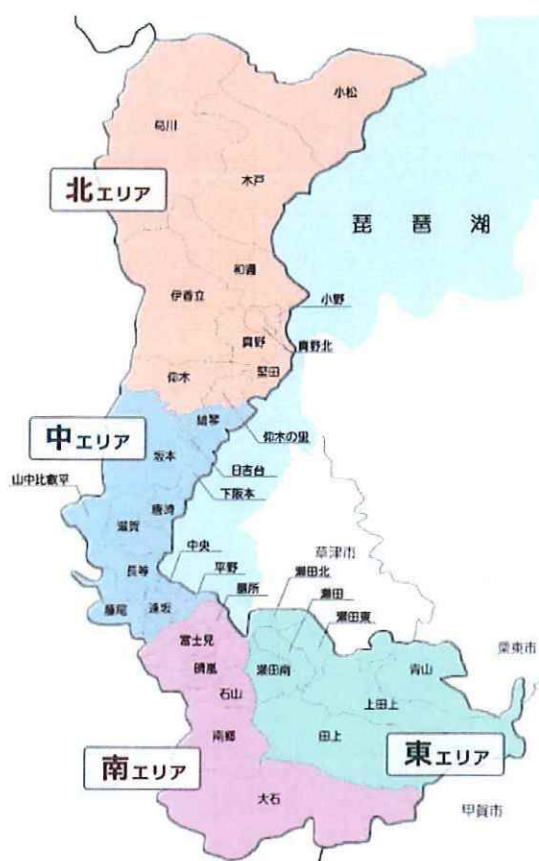 小松
葛川
木戸
北エリア
琵琶湖
和邇
伊香立
小野
真野
真野北
堅田
仰木
雄琴
仰木の里
中エリア
坂本
日吉台
山中比叡平
下阪本
唐崎
滋賀
中央
草津市
長等
平野
瀬田北
膳所
瀬田
藤尾
逢坂
瀬田東
富士見
栗東市
晴嵐
瀬田南
青山
石山
上田上
南郷
田上
南エリア
東エリア
大石
甲賀市